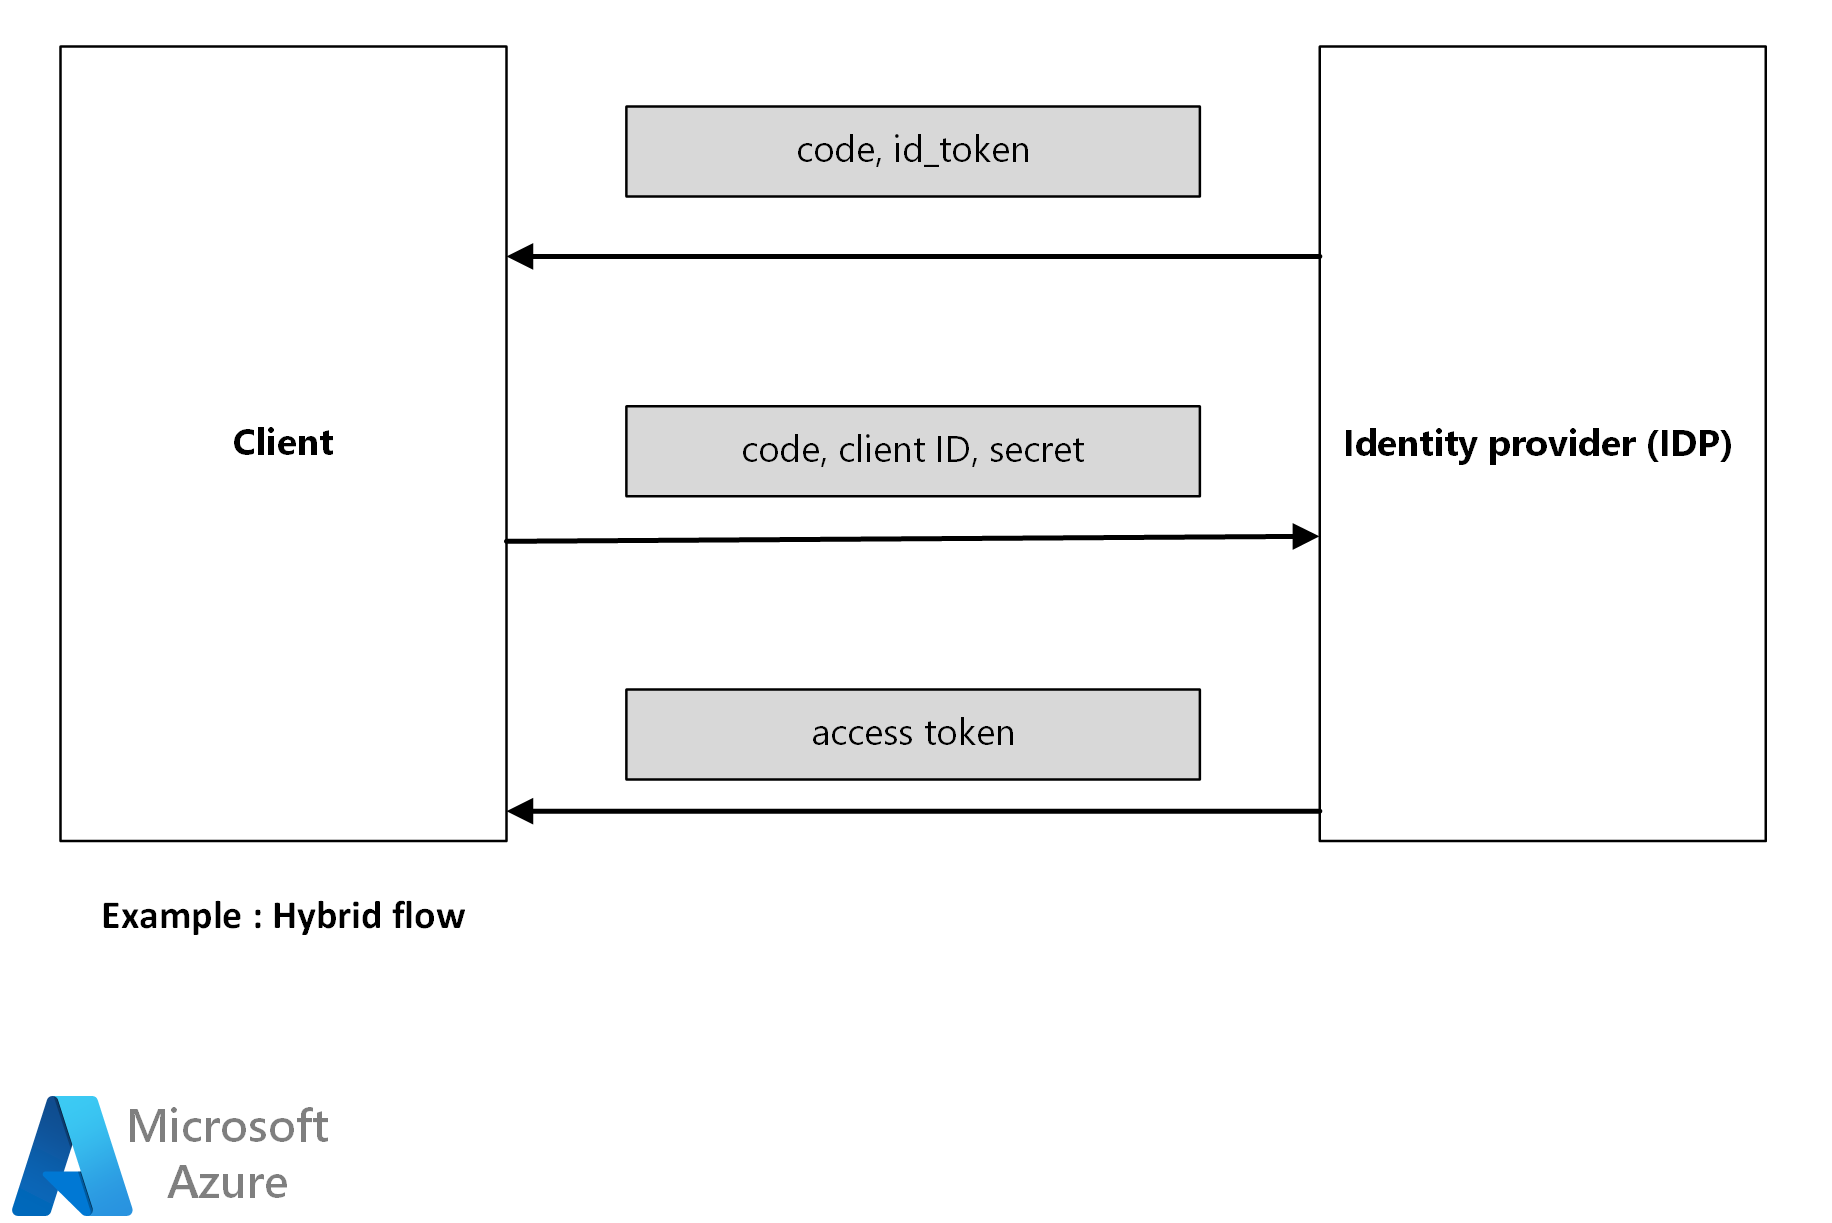 code, id_token
Client
code, client ID, secret
Identity provider (IDP)
access token
Example : Hybrid flow
Microsoft
Azure